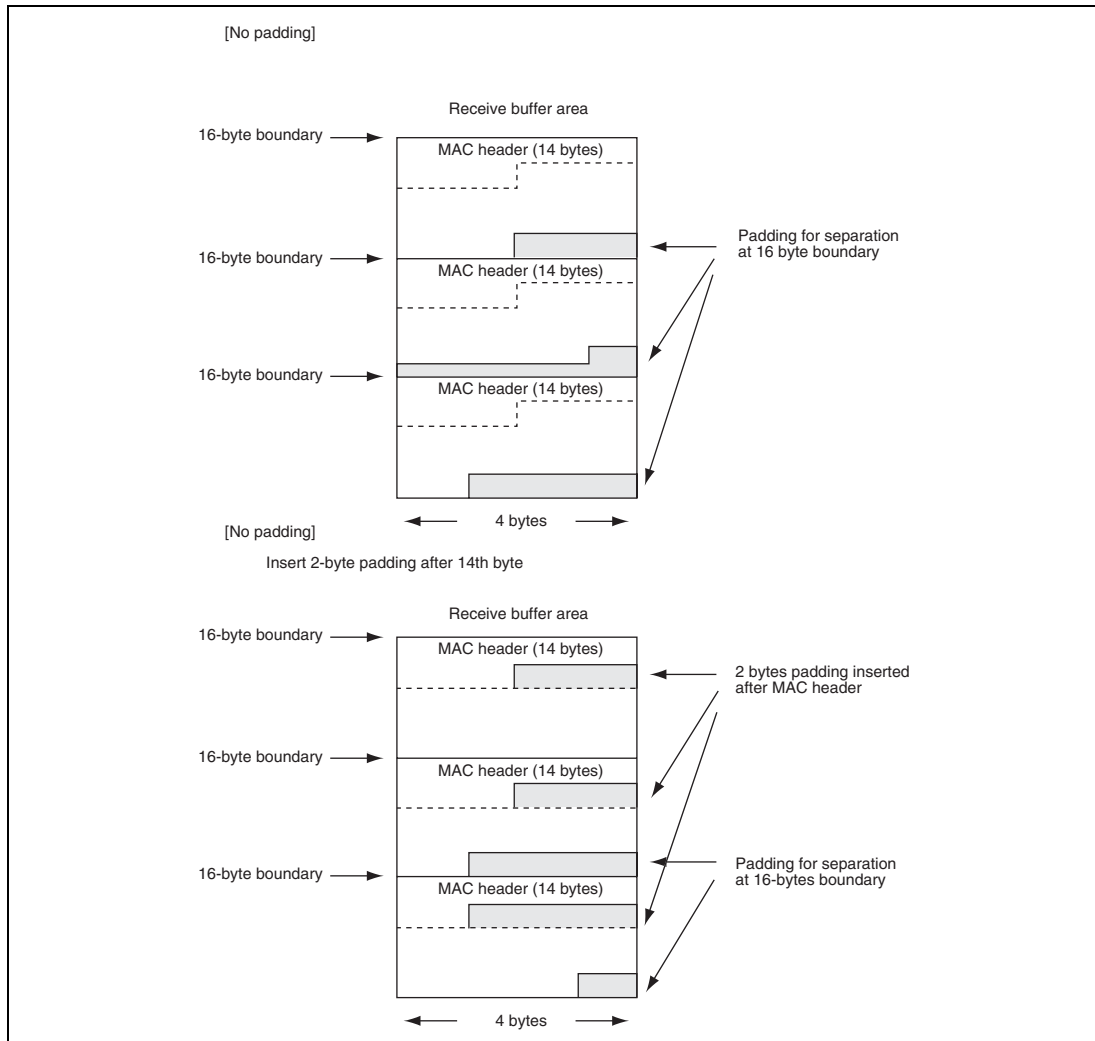 [No padding]
Receive buffer area
16-byte boundary
MAC header (14 bytes)
Padding for separation
at 16 byte boundary
16-byte boundary
MAC header (14 bytes)
16-byte boundary
MAC header (14 bytes)
4 bytes
[No padding]
Insert 2-byte padding after 14th byte
Receive buffer area
16-byte boundary
MAC header (14 bytes)
2 bytes padding inserted
after MAC header
16-byte boundary
MAC header (14 bytes)
16-byte boundary
Padding for separation
at 16-bytes boundary
MAC header (14 bytes)
4 bytes